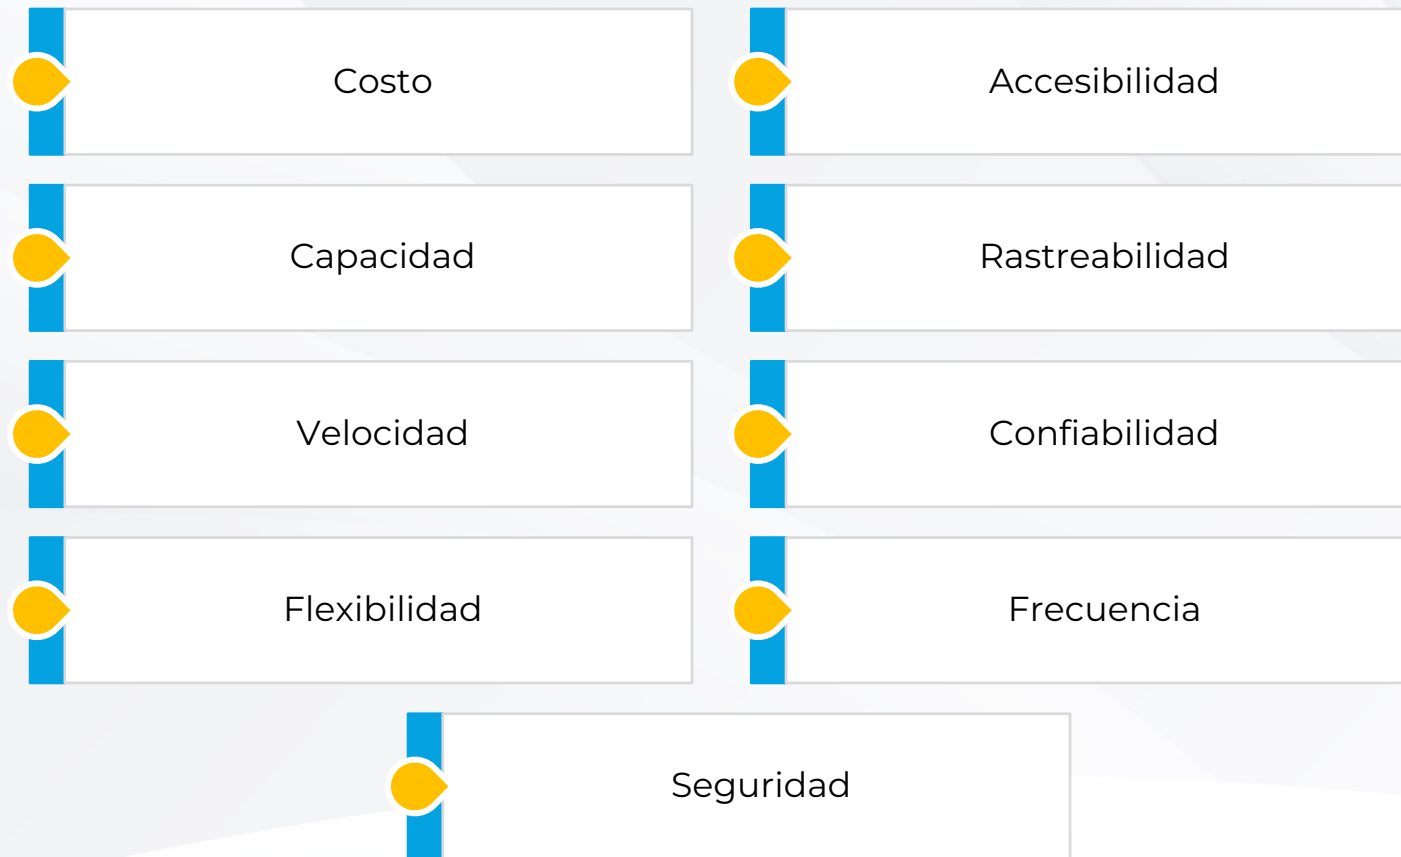 Costo
Accesibilidad
Capacidad
Rastreabilidad
Velocidad
Confiabilidad
Flexibilidad
Frecuencia
Seguridad